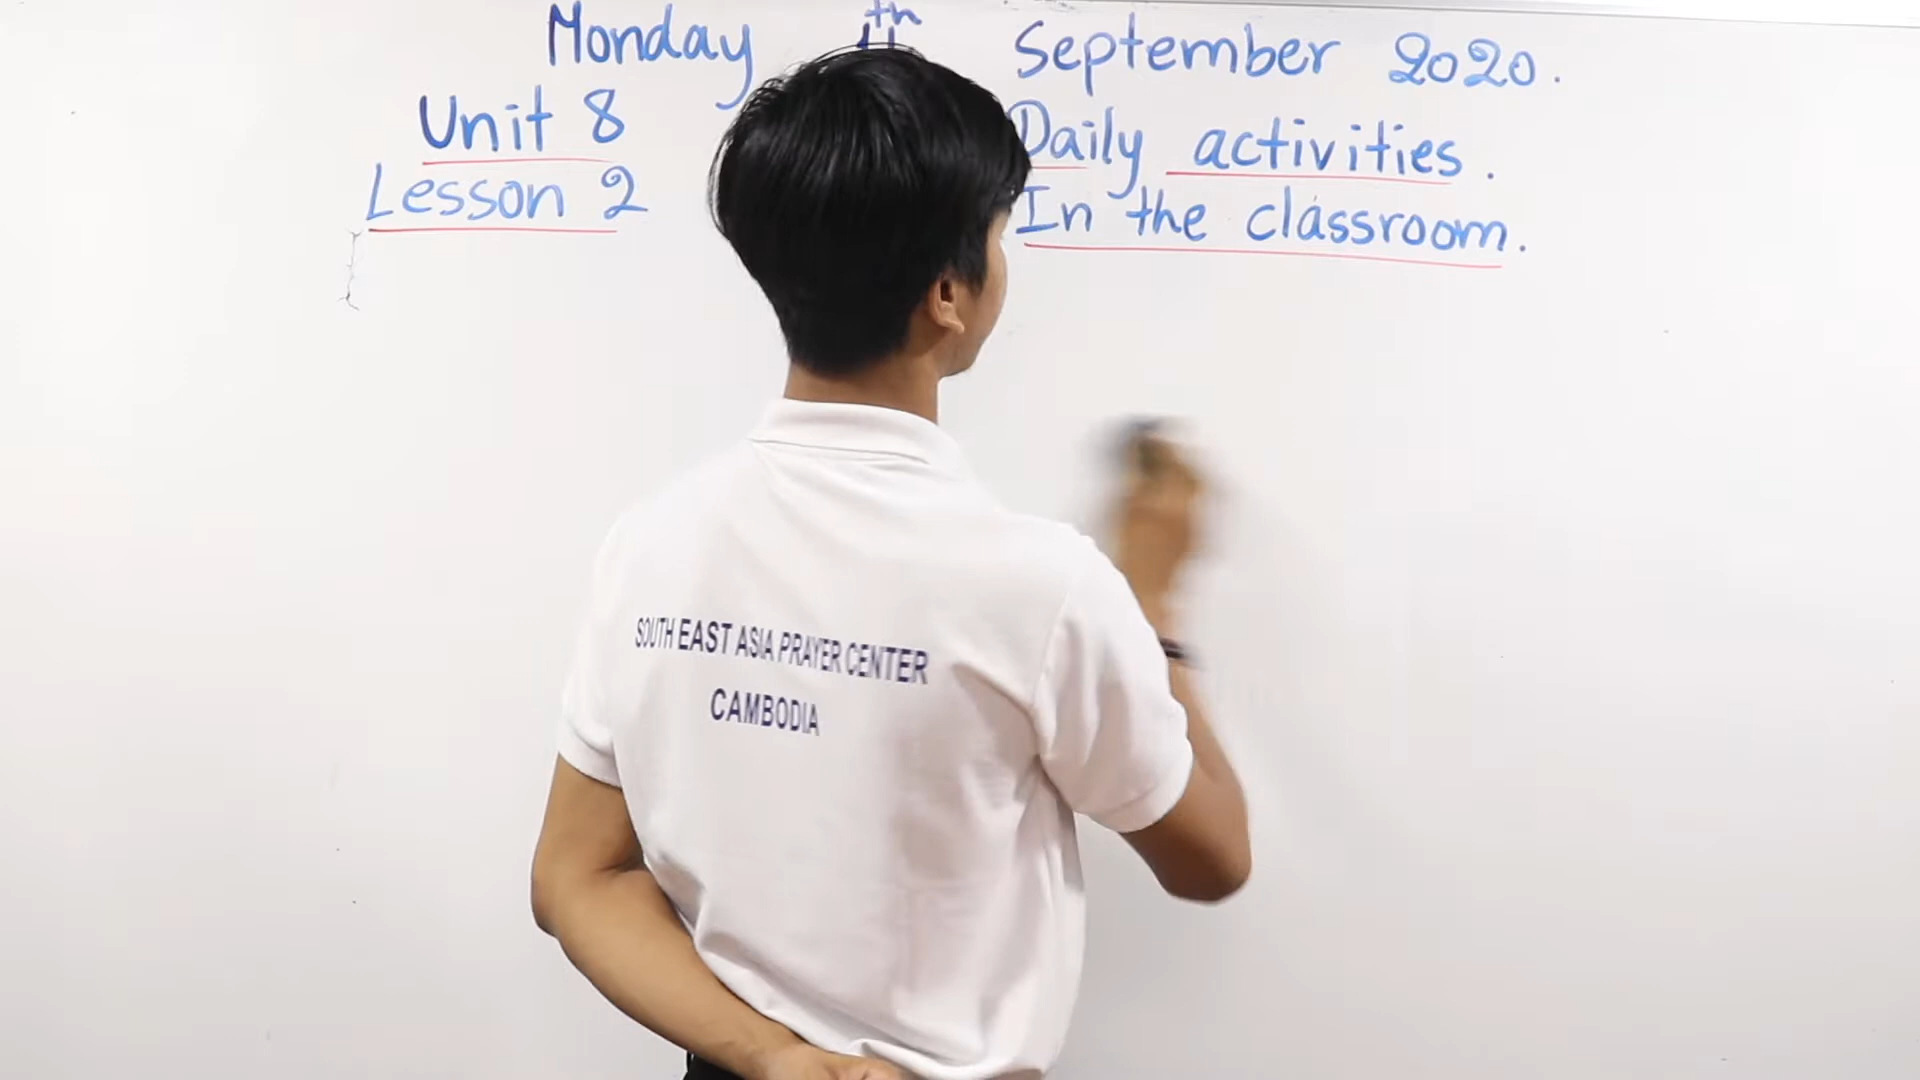 Monday th September 2020.
Unit 8 Daily activities.
Lesson 2 In the classroom.
SOUTH EAST ASIA PRAYER CENTER
CAMBODIA